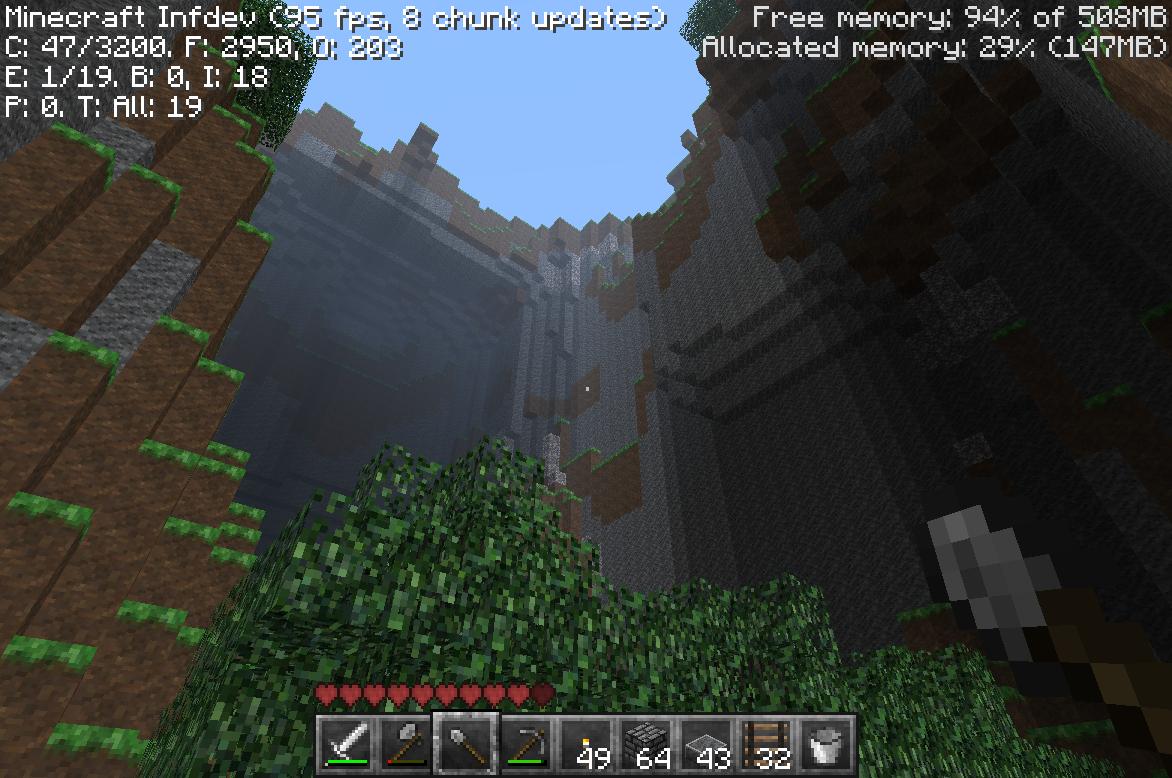 Minecraft Infdev (95 fps, 8 chunk updates)
Free memory: 94% of 508MB
C: 47/3200. F: 2950, O: 203
Allocated memory: 29% (147MB)
E: 1/19. B: 0, I: 18
P: 0. T: All: 19
49 64 43 32